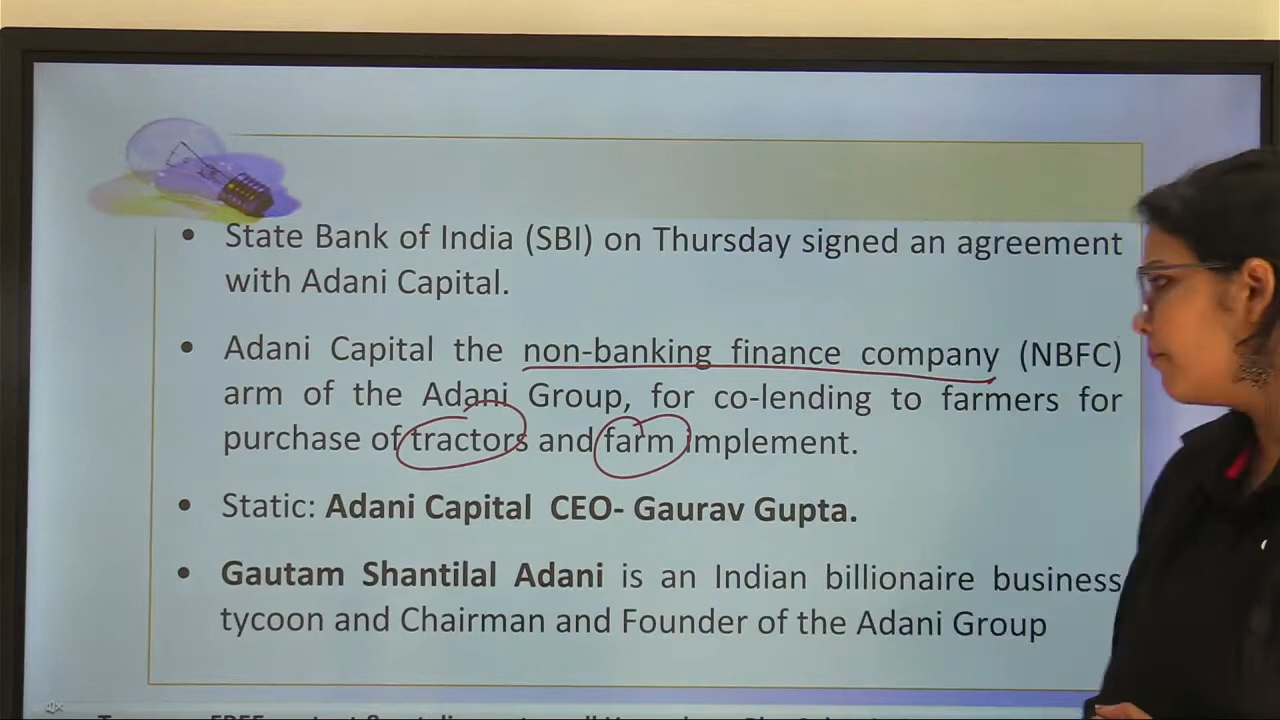 • State Bank of India (SBI) on Thursday signed an agreement
with Adani Capital.
• Adani Capital the non-banking finance company (NBFC)
arm of the Adani Group, for co-lending to farmers for
purchase of tractors and farm implement.
• Static: Adani Capital CEO- Gaurav Gupta.
• Gautam Shantilal Adani is an Indian billionaire business
tycoon and Chairman and Founder of the Adani Group